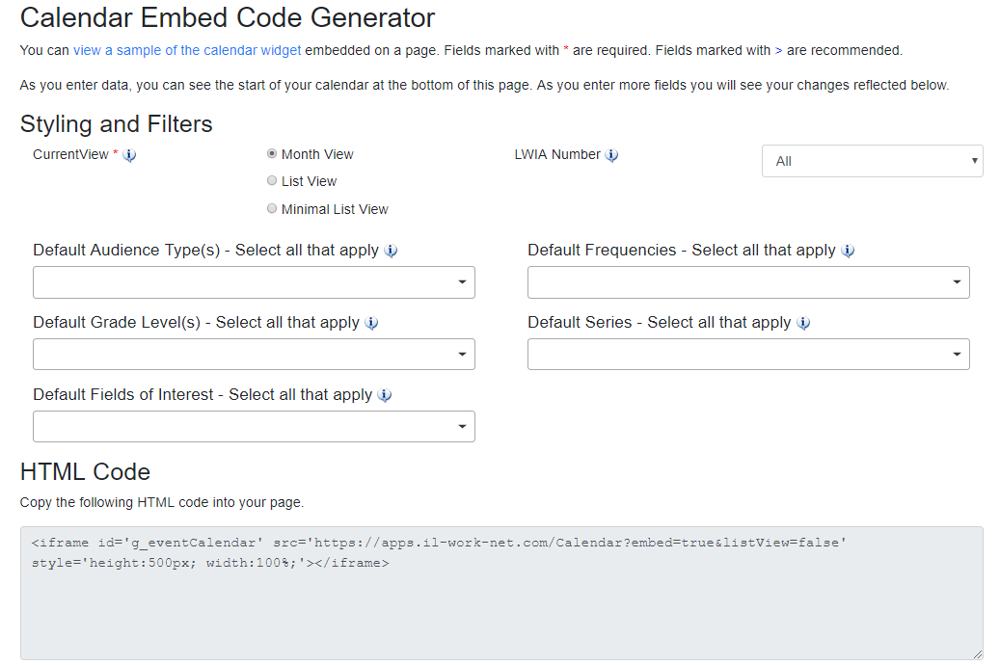 Calendar Embed Code Generator
You can view a sample of the calendar widget embedded on a page. Fields marked with * are required. Fields marked with > are recommended.
As you enter data, you can see the start of your calendar at the bottom of this page. As you enter more fields you will see your changes reflected below.
Styling and Filters
CurrentView *
Month View
List View
Minimal List View
LWIA Number
All
Default Audience Type(s) - Select all that apply
Default Frequencies - Select all that apply
Default Grade Level(s) - Select all that apply
Default Series - Select all that apply
Default Fields of Interest - Select all that apply
HTML Code
Copy the following HTML code into your page.
<iframe id='g_eventCalendar' src='https://apps.il-work-net.com/Calendar?embed=true&listView=false'
style='height:500px; width:100%;'></iframe>